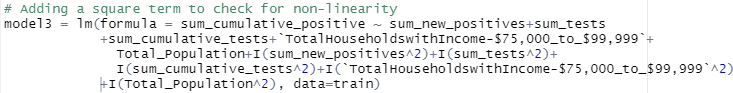 # Adding a square term to check for non-linearity
model3 = lm(formula = sum_cumulative_positive ~ sum_new_positives+sum_tests
+sum_cumulative_tests+`TotalHouseholdswithIncome-$75,000_to_$99,999`+
Total_Population+I(sum_new_positives^2)+I(sum_tests^2)+
I(sum_cumulative_tests^2)+I(`TotalHouseholdswithIncome-$75,000_to_$99,999`^2)
+I(Total_Population^2), data=train)